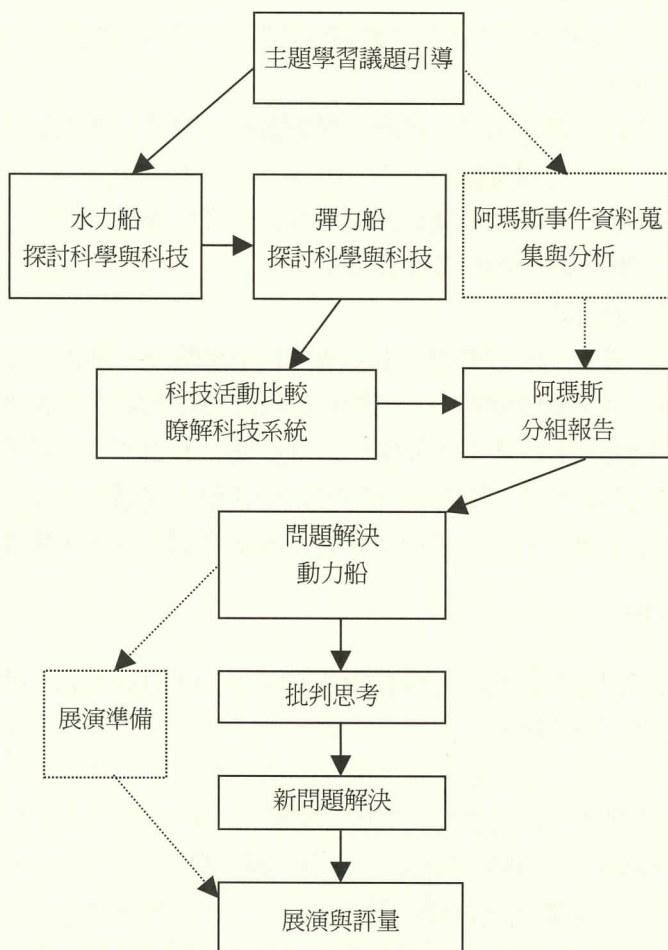 主題學習議題引導
水力船
探討科學與科技
彈力船
探討科學與科技
阿瑪斯事件資料蒐
集與分析
科技活動比較
瞭解科技系統
阿瑪斯
分組報告
問題解決
動力船
展演準備
批判思考
新問題解決
展演與評量